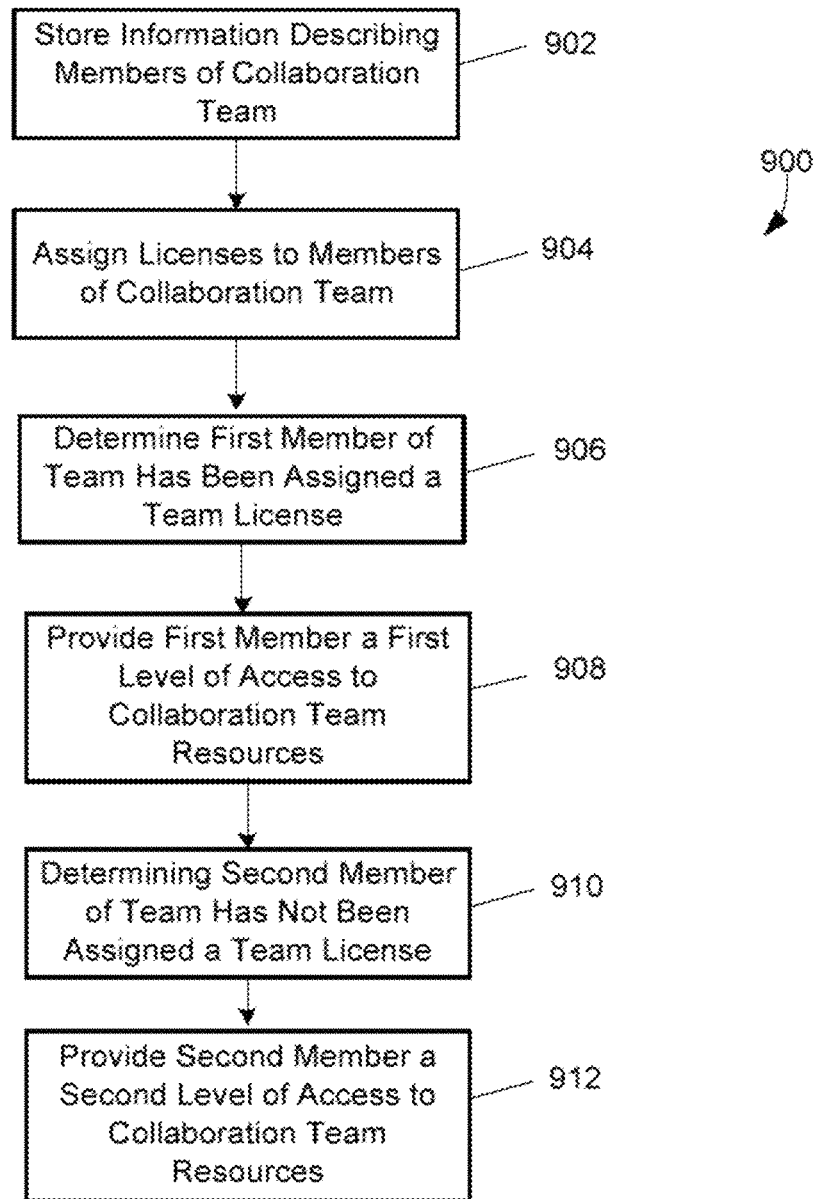 Store Information Describing
Members of Collaboration
Team
902
900
Assign Licenses to Members
of Collaboration Team
904
Determine First Member of
Team Has Been Assigned a
Team License
906
Provide First Member a First
Level of Access to
Collaboration Team
Resources
908
Determining Second Member
of Team Has Not Been
Assigned a Team License
910
Provide Second Member a
Second Level of Access to
Collaboration Team
Resources
912